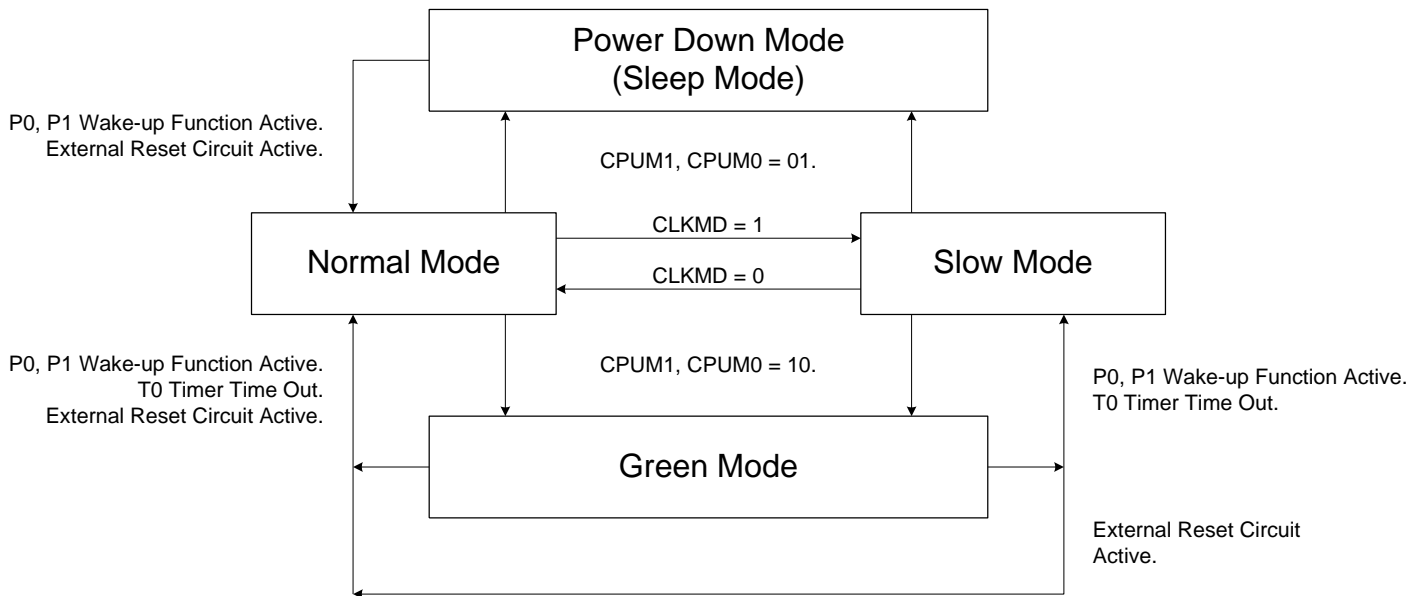 Power Down Mode
(Sleep Mode)
P0, P1 Wake-up Function Active.
External Reset Circuit Active.
CPUM1, CPUM0 = 01.
CLKMD = 1
Normal Mode
Slow Mode
CLKMD = 0
P0, P1 Wake-up Function Active.
T0 Timer Time Out.
External Reset Circuit Active.
CPUM1, CPUM0 = 10.
P0, P1 Wake-up Function Active.
T0 Timer Time Out.
Green Mode
External Reset Circuit
Active.